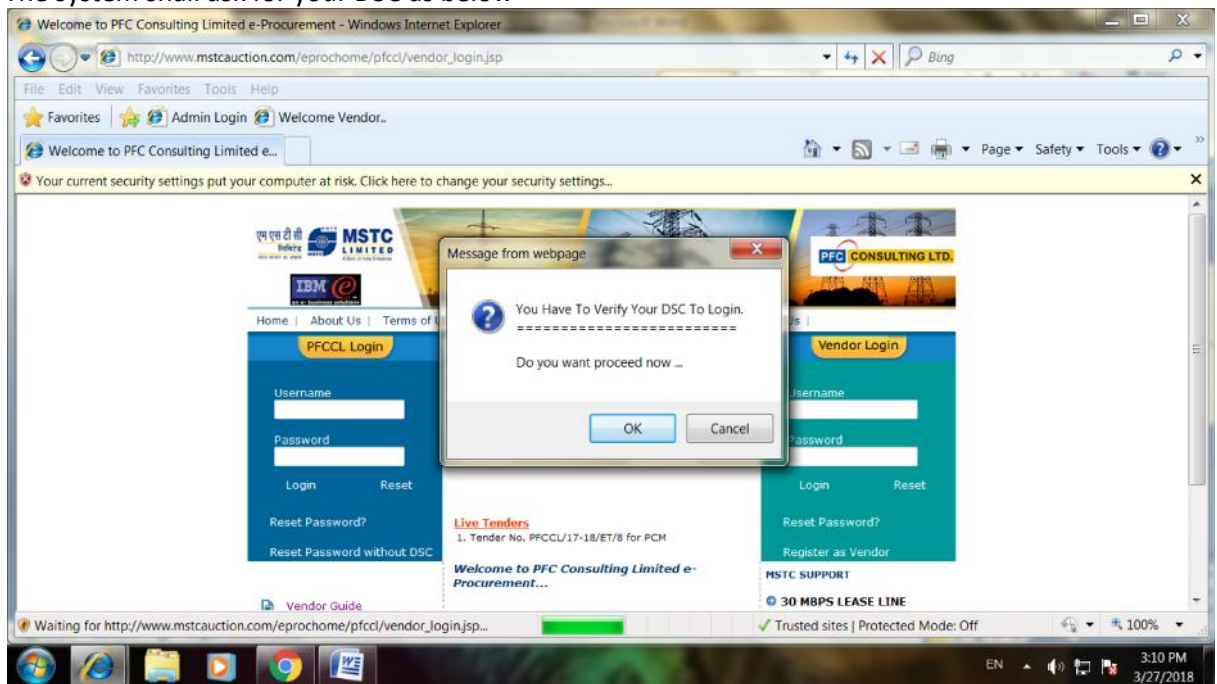 The system shall ask for your DSC as below
Welcome to PFC Consulting Limited e-Procurement - Windows Internet Explorer
http://www.mstcauction.com/eprochome/pfccl/vendor_login.jsp
Bing
File Edit View Favorites Tools Help
Favorites Admin Login Welcome Vendor..
Welcome to PFC Consulting Limited e...
Page Safety Tools
Your current security settings put your computer at risk. Click here to change your security settings...
एम एस टी सी
लिमिटेड
MSTC
LIMITED
IBM
PFC CONSULTING LTD.
Home | About Us | Terms of
Us |
Message from webpage
You Have To Verify Your DSC To Login.
==========================
Do you want proceed now ...
OK Cancel
PFCCL Login
Username
Password
Login Reset
Reset Password?
Reset Password without DSC
Vendor Guide
Live Tenders
1. Tender No. PFCCL/17-18/ET/8 for PCM
Welcome to PFC Consulting Limited e-
Procurement...
Vendor Login
Username
Password
Login Reset
Reset Password?
Register as Vendor
MSTC SUPPORT
30 MBPS LEASE LINE
Waiting for http://www.mstcauction.com/eprochome/pfccl/vendor_login.jsp...
Trusted sites | Protected Mode: Off
100%
EN
3:10 PM
3/27/2018